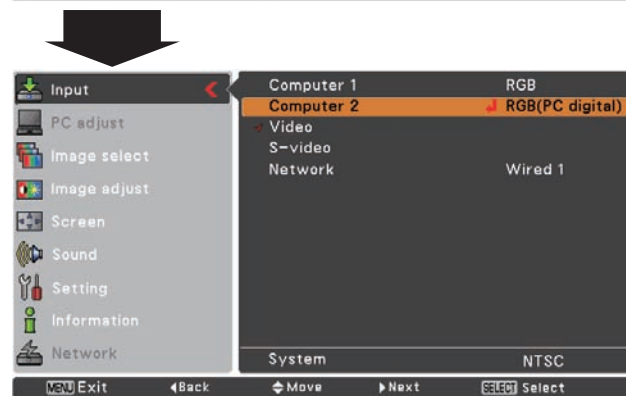 Input
PC adjust
Image select
Image adjust
Screen
Sound
Setting
Information
Network
Computer 1 RGB
Computer 2 RGB(PC digital)
Video
S-video
Network Wired 1
System NTSC
MENU Exit Back Move Next SELECT Select